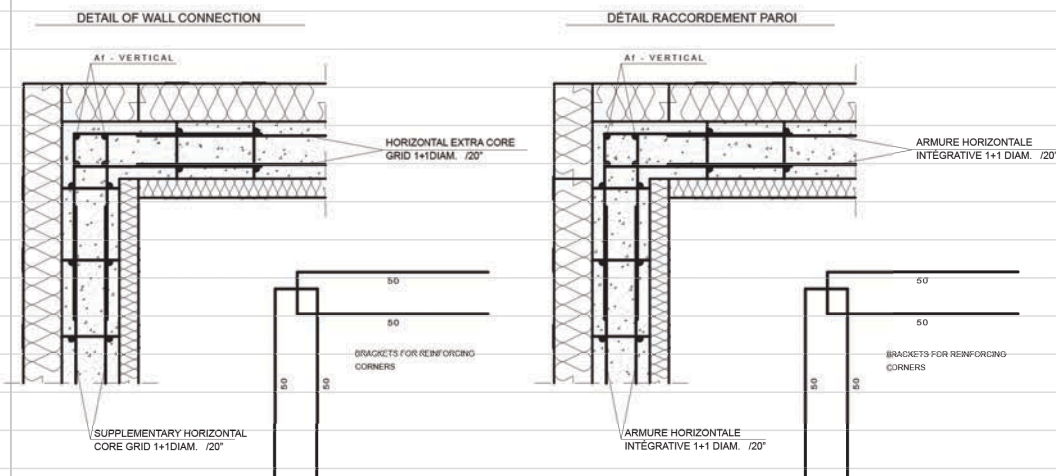 DETAIL OF WALL CONNECTION
Af - VERTICAL
HORIZONTAL EXTRA CORE
GRID 1+1DIAM. /20"
50
50
BRACKETS FOR REINFORCING
CORNERS
50
50
SUPPLEMENTARY HORIZONTAL
CORE GRID 1+1DIAM. /20"
DÉTAIL RACCORDEMENT PAROI
Af - VERTICAL
ARMURE HORIZONTALE
INTÉGRATIVE 1+1 DIAM. /20"
50
50
BRACKETS FOR REINFORCING
CORNERS
50
50
ARMURE HORIZONTALE
INTÉGRATIVE 1+1 DIAM. /20"